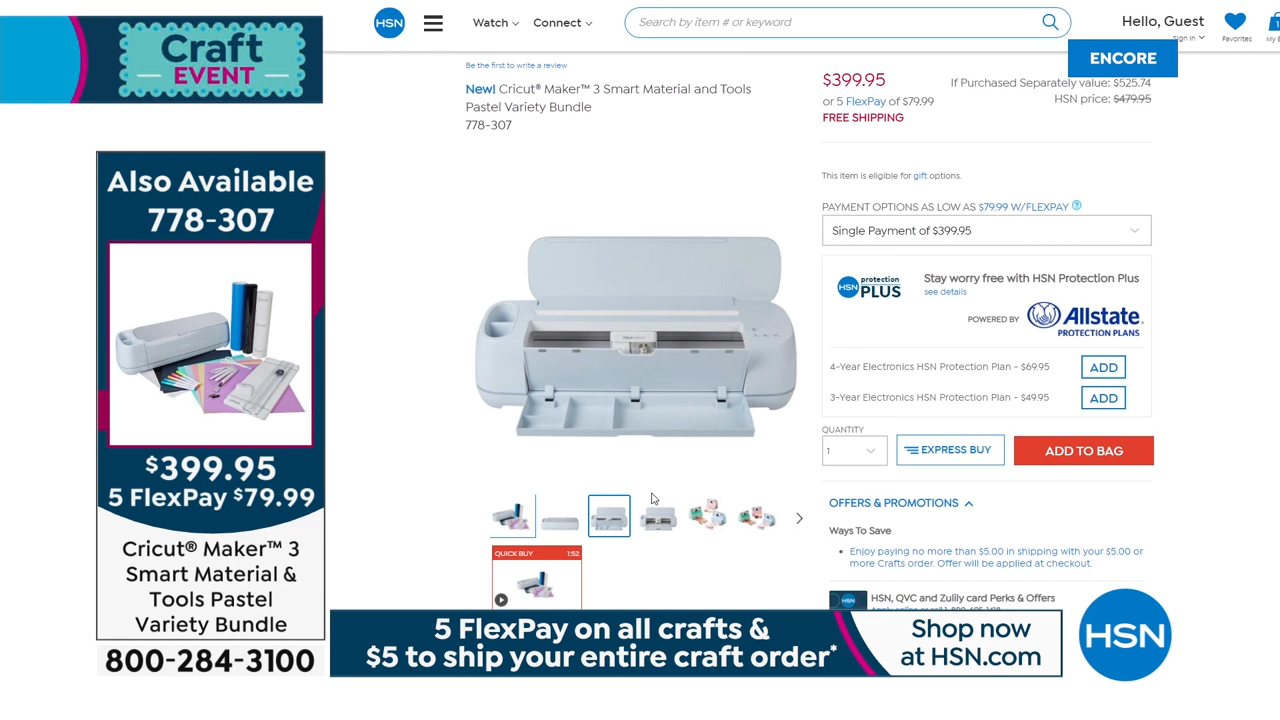 Craft
EVENT
HSN
Watch
Connect
Search by item # or keyword
Hello, Guest
Sign In
Favorites
ENCORE
Be the first to write a review
New! Cricut® Maker™ 3 Smart Material and Tools
Pastel Variety Bundle
778-307
$399.95
or 5 FlexPay of $79.99
FREE SHIPPING
If Purchased Separately value: $525.74
HSN price: $479.95
This item is eligible for gift options.
PAYMENT OPTIONS AS LOW AS $79.99 W/FLEXPAY ?
Single Payment of $399.95
HSN protection
PLUS
Stay worry free with HSN Protection Plus
see details
POWERED BY Allstate.
PROTECTION PLANS
4-Year Electronics HSN Protection Plan - $69.95
ADD
3-Year Electronics HSN Protection Plan - $49.95
ADD
QUANTITY
1
EXPRESS BUY
ADD TO BAG
OFFERS & PROMOTIONS
Ways To Save
Enjoy paying no more than $5.00 in shipping with your $5.00 or
more Crafts order. Offer will be applied at checkout.
HSN, QVC and Zulily card Perks & Offers
QUICK BUY 1:52
Also Available
778-307
$399.95
5 FlexPay $79.99
Cricut® Maker™ 3
Smart Material &
Tools Pastel
Variety Bundle
800-284-3100
5 FlexPay on all crafts &
$5 to ship your entire craft order*
Shop now
at HSN.com
HSN